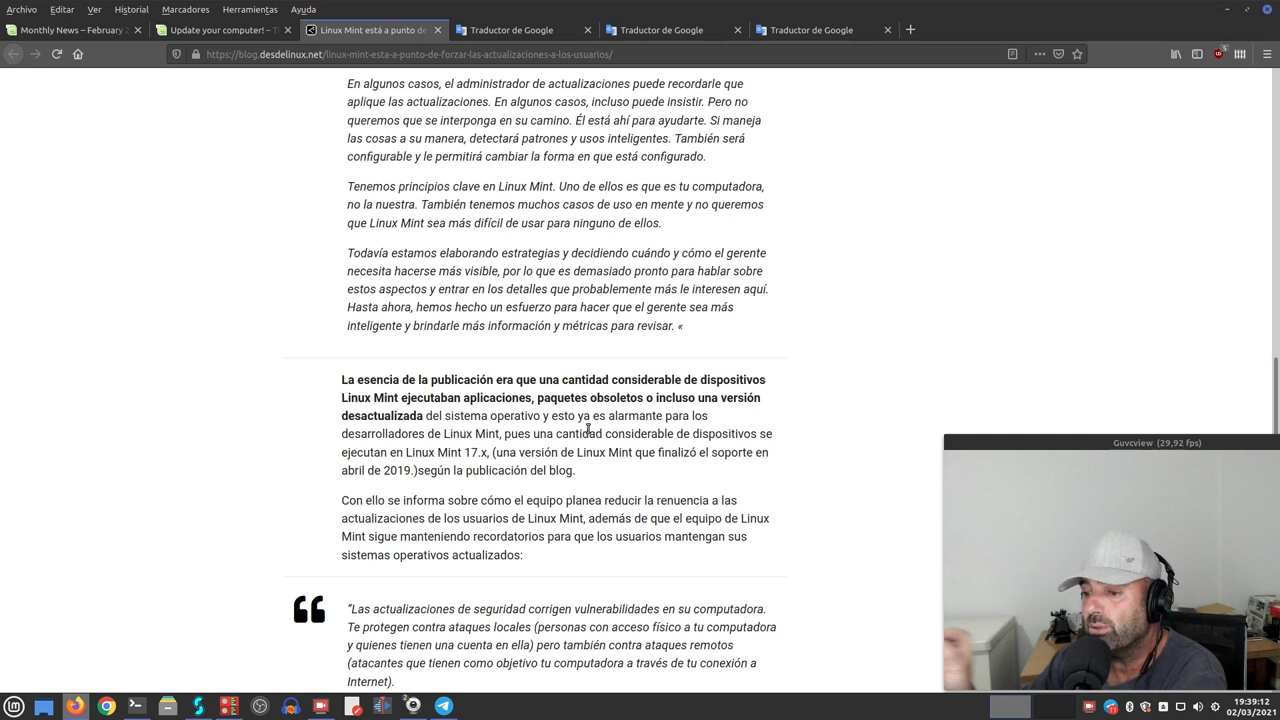 Archivo Editar Ver Historial Marcadores Herramientas Ayuda
Monthly News – February 2
Update your computer! – T
Linux Mint está a punto de
Traductor de Google
Traductor de Google
Traductor de Google
https://blog.desdelinux.net/linux-mint-esta-a-punto-de-forzar-las-actualizaciones-a-los-usuarios/
En algunos casos, el administrador de actualizaciones puede recordarle que
aplique las actualizaciones. En algunos casos, incluso puede insistir. Pero no
queremos que se interponga en su camino. Él está ahí para ayudarte. Si maneja
las cosas a su manera, detectará patrones y usos inteligentes. También será
configurable y le permitirá cambiar la forma en que está configurado.
Tenemos principios clave en Linux Mint. Uno de ellos es que es tu computadora,
no la nuestra. También tenemos muchos casos de uso en mente y no queremos
que Linux Mint sea más difícil de usar para ninguno de ellos.
Todavía estamos elaborando estrategias y decidiendo cuándo y cómo el gerente
necesita hacerse más visible, por lo que es demasiado pronto para hablar sobre
estos aspectos y entrar en los detalles que probablemente más le interesen aquí.
Hasta ahora, hemos hecho un esfuerzo para hacer que el gerente sea más
inteligente y brindarle más información y métricas para revisar. «
La esencia de la publicación era que una cantidad considerable de dispositivos
Linux Mint ejecutaban aplicaciones, paquetes obsoletos o incluso una versión
desactualizada del sistema operativo y esto ya es alarmante para los
desarrolladores de Linux Mint, pues una cantidad considerable de dispositivos se
ejecutan en Linux Mint 17.x, (una versión de Linux Mint que finalizó el soporte en
abril de 2019.)según la publicación del blog.
Con ello se informa sobre cómo el equipo planea reducir la renuencia a las
actualizaciones de los usuarios de Linux Mint, además de que el equipo de Linux
Mint sigue manteniendo recordatorios para que los usuarios mantengan sus
sistemas operativos actualizados:
“Las actualizaciones de seguridad corrigen vulnerabilidades en su computadora.
Te protegen contra ataques locales (personas con acceso físico a tu computadora
y quienes tienen una cuenta en ella) pero también contra ataques remotos
(atacantes que tienen como objetivo tu computadora a través de tu conexión a
Internet).
Guvcview (29,92 fps)
19:39:12
02/03/2021